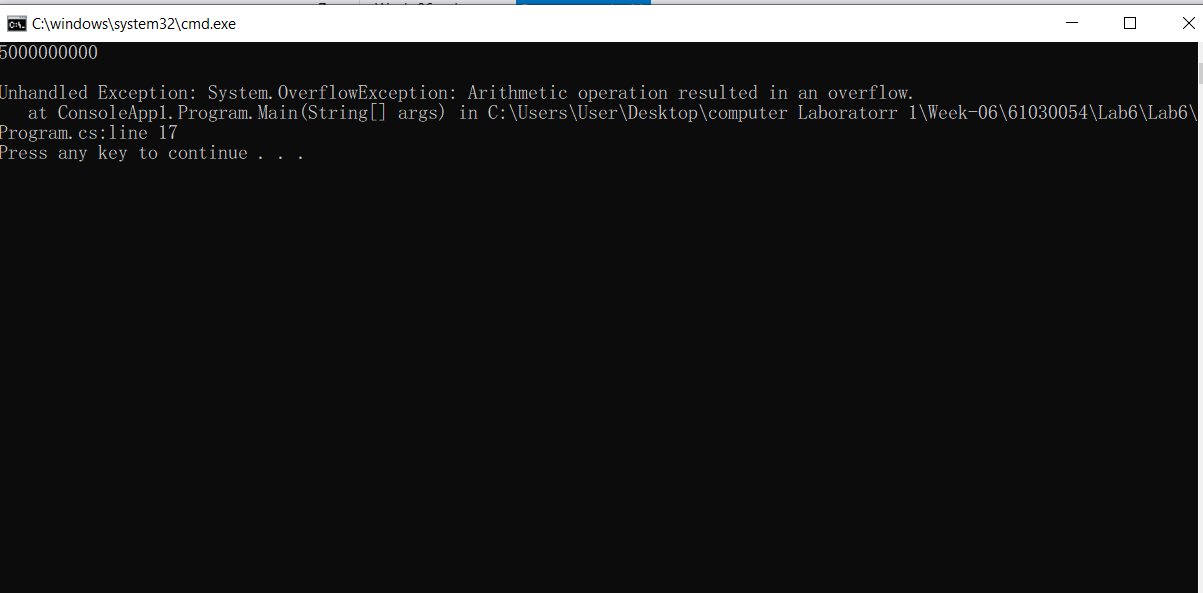 C:\windows\system32\cmd.exe
5000000000
Unhandled Exception: System.OverflowException: Arithmetic operation resulted in an overflow.
at ConsoleApp1.Program.Main(String[] args) in C:\Users\User\Desktop\computer Laboratorr 1\Week-06\61030054\Lab6\Lab6\
Program.cs:line 17
Press any key to continue . . .